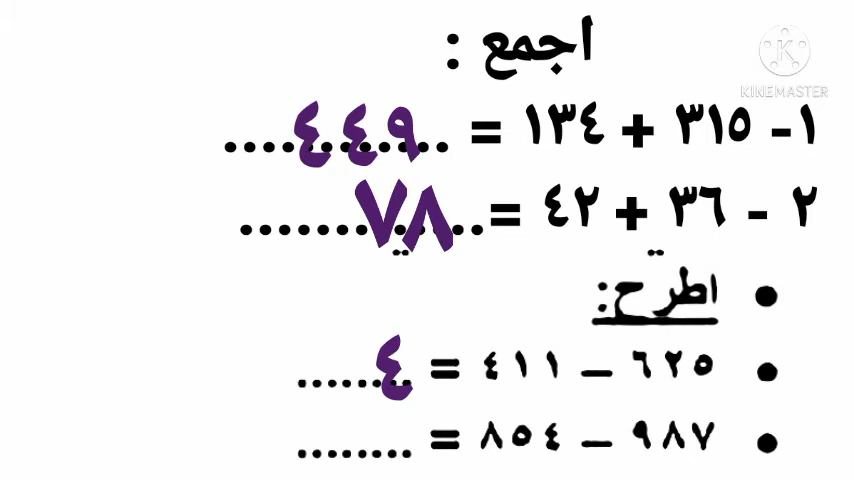 اجمع :
KINEMASTER
١- ٣١٥ + ١٣٤ = ٤٤٩
٢ - ٣٦ + ٤٢ = ٧٨
اطرح:
• ٦٢٥ – ٤١١ = ٤
• ٩٨٧ – ٨٥٤ = ........